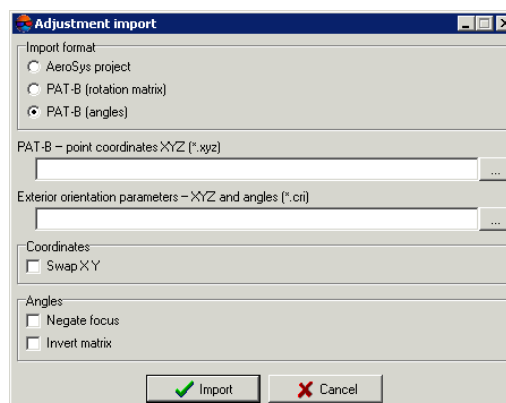 Adjustment import
Import format
AeroSys project
PAT-B (rotation matrix)
PAT-B (angles)
PAT-B – point coordinates XYZ (*.xyz)
...
Exterior orientation parameters – XYZ and angles (*.cri)
...
Coordinates
Swap X Y
Angles
Negate focus
Invert matrix
Import Cancel